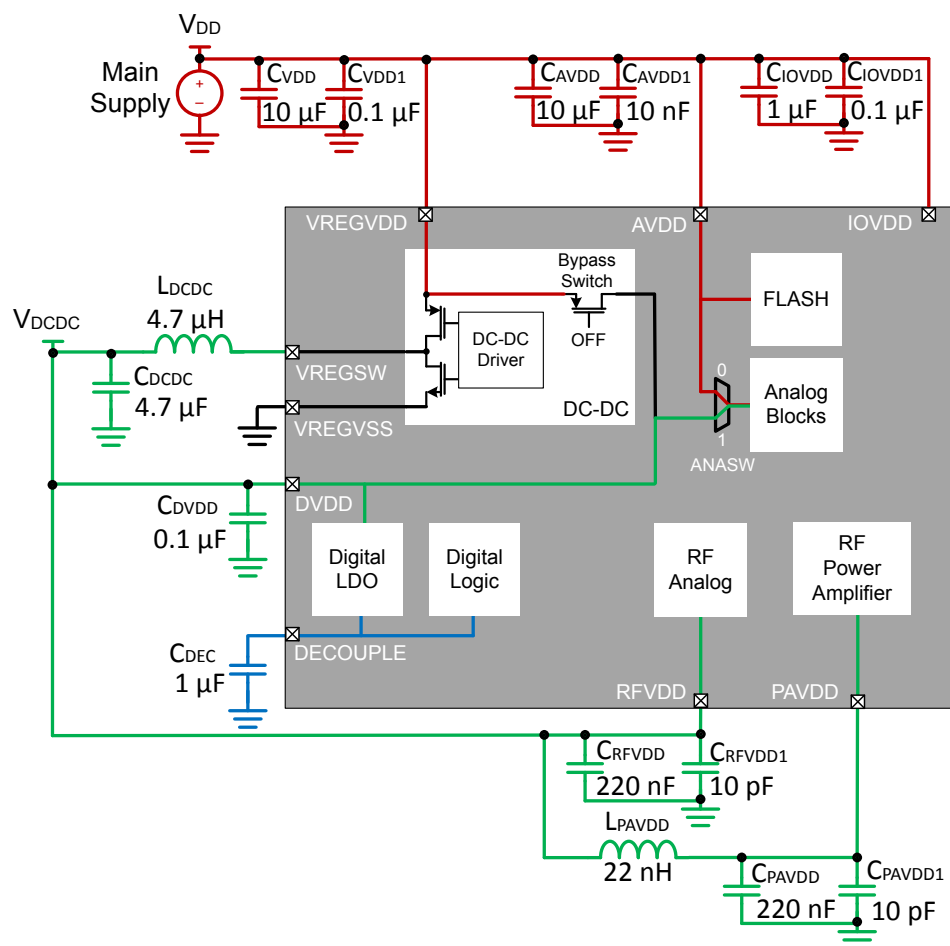 VDD
Main
Supply
+
−
CVDD
10 µF
CVDD1
0.1 µF
CAVDD
10 µF
CAVDD1
10 nF
CIOVDD
1 µF
CIOVDD1
0.1 µF
VREGVDD
AVDD
IOVDD
Bypass
Switch
OFF
DC-DC
Driver
DC-DC
FLASH
0
1
ANASW
Analog
Blocks
LDCDC
4.7 µH
VDCDC
CDCDC
4.7 µF
VREGSW
VREGVSS
CDVDD
0.1 µF
DVDD
Digital
LDO
Digital
Logic
RF
Analog
RF
Power
Amplifier
DECOUPLE
CDEC
1 µF
RFVDD
PAVDD
CRFVDD
220 nF
CRFVDD1
10 pF
LPAVDD
22 nH
CPAVDD
220 nF
CPAVDD1
10 pF